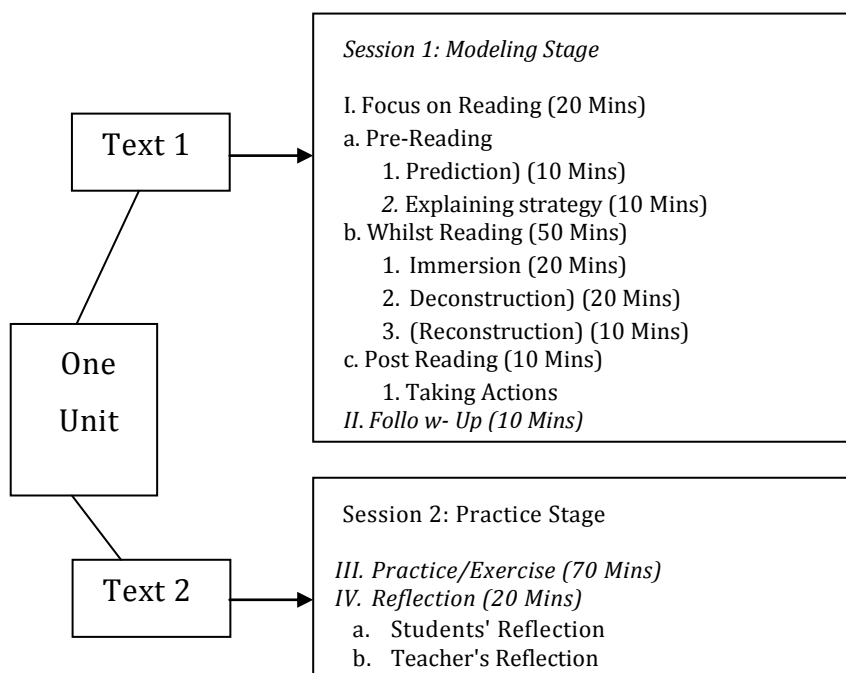 Text 1
One
Unit
Text 2
Session 1: Modeling Stage
I. Focus on Reading (20 Mins)
a. Pre-Reading
1. Prediction) (10 Mins)
2. Explaining strategy (10 Mins)
b. Whilst Reading (50 Mins)
1. Immersion (20 Mins)
2. Deconstruction) (20 Mins)
3. (Reconstruction) (10 Mins)
c. Post Reading (10 Mins)
1. Taking Actions
II. Follo w- Up (10 Mins)
Session 2: Practice Stage
III. Practice/Exercise (70 Mins)
IV. Reflection (20 Mins)
a. Students' Reflection
b. Teacher's Reflection